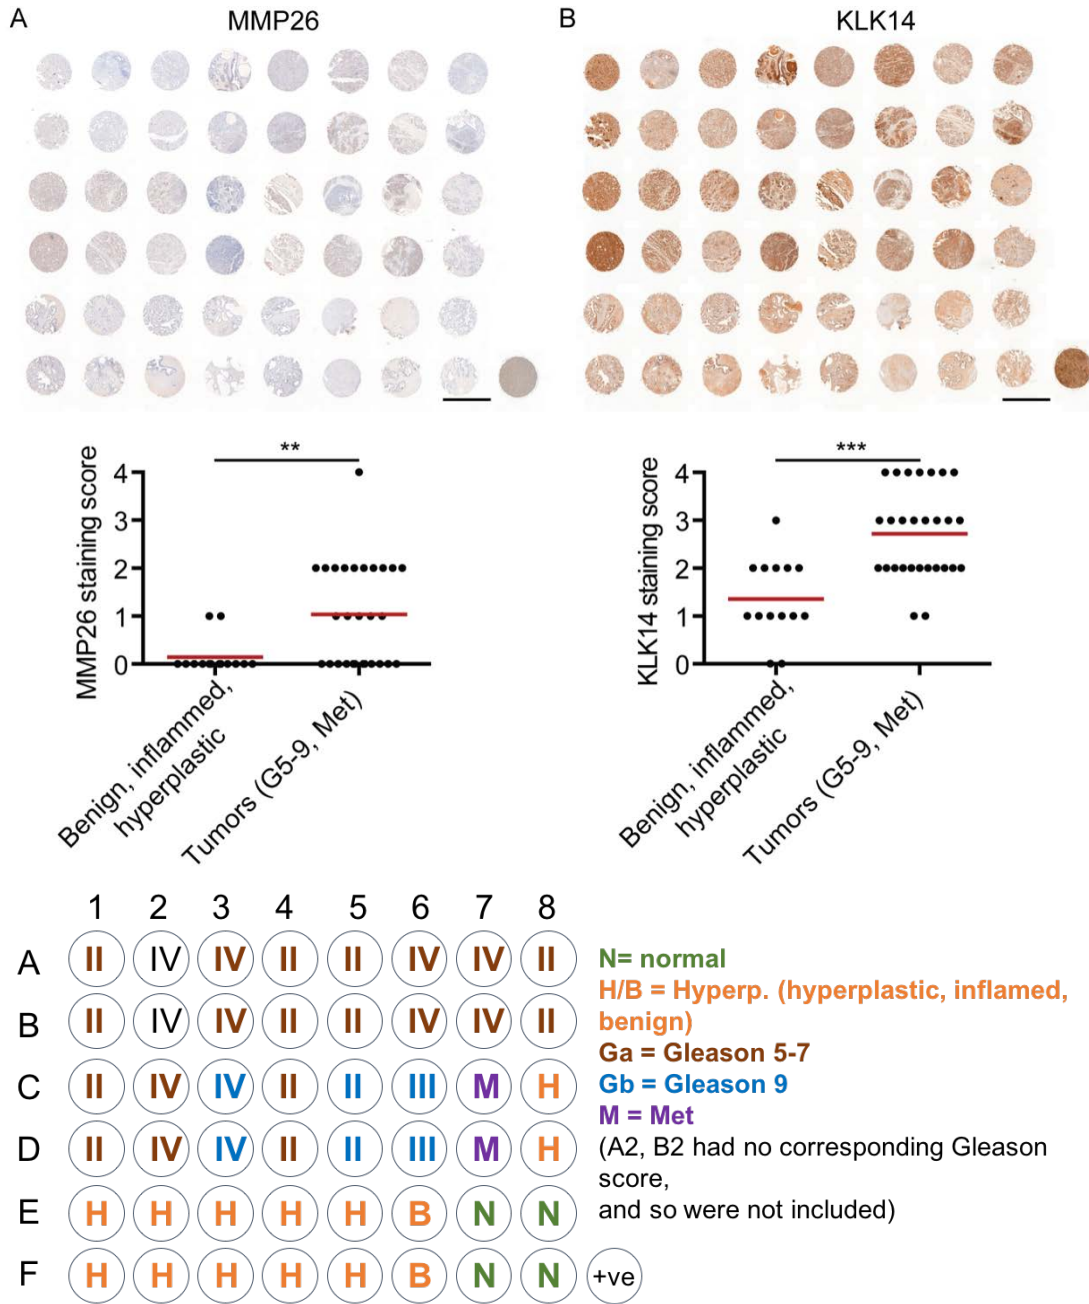 A
MMP26
B
KLK14
**
MMP26 staining score
4
3
2
1
0
Benign, inflammed,
hyperplastic
Tumors (G5-9, Met)
***
KLK14 staining score
4
3
2
1
0
Benign, inflammed,
hyperplastic
Tumors (G5-9, Met)
1 2 3 4 5 6 7 8
A II IV IV II II IV IV II
B II IV IV II II IV IV II
C II IV IV II II III M H
D II IV IV II II III M H
E H H H H H B N N
F H H H H H B N N +ve
N= normal
H/B = Hyperp. (hyperplastic, inflamed,
benign)
Ga = Gleason 5-7
Gb = Gleason 9
M = Met
(A2, B2 had no corresponding Gleason
score,
and so were not included)